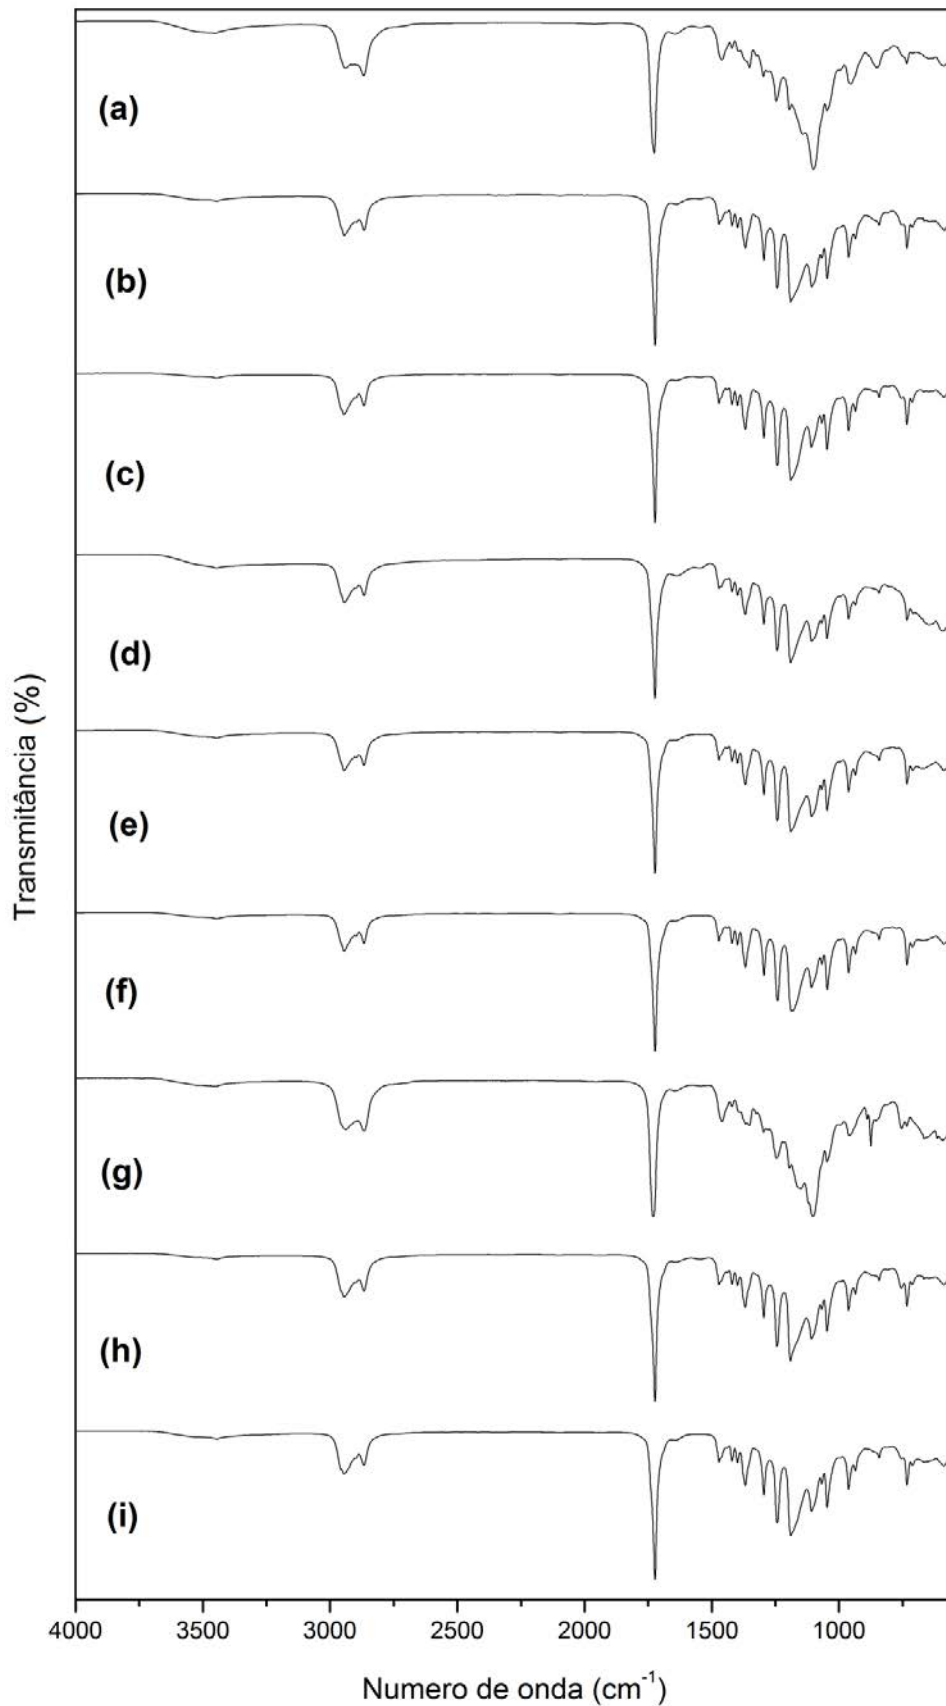 (a)
(b)
(c)
(d)
(e)
(f)
(g)
(h)
(i)
Transmitância (%)
4000 3500 3000 2500 2000 1500 1000
Numero de onda (cm⁻¹)